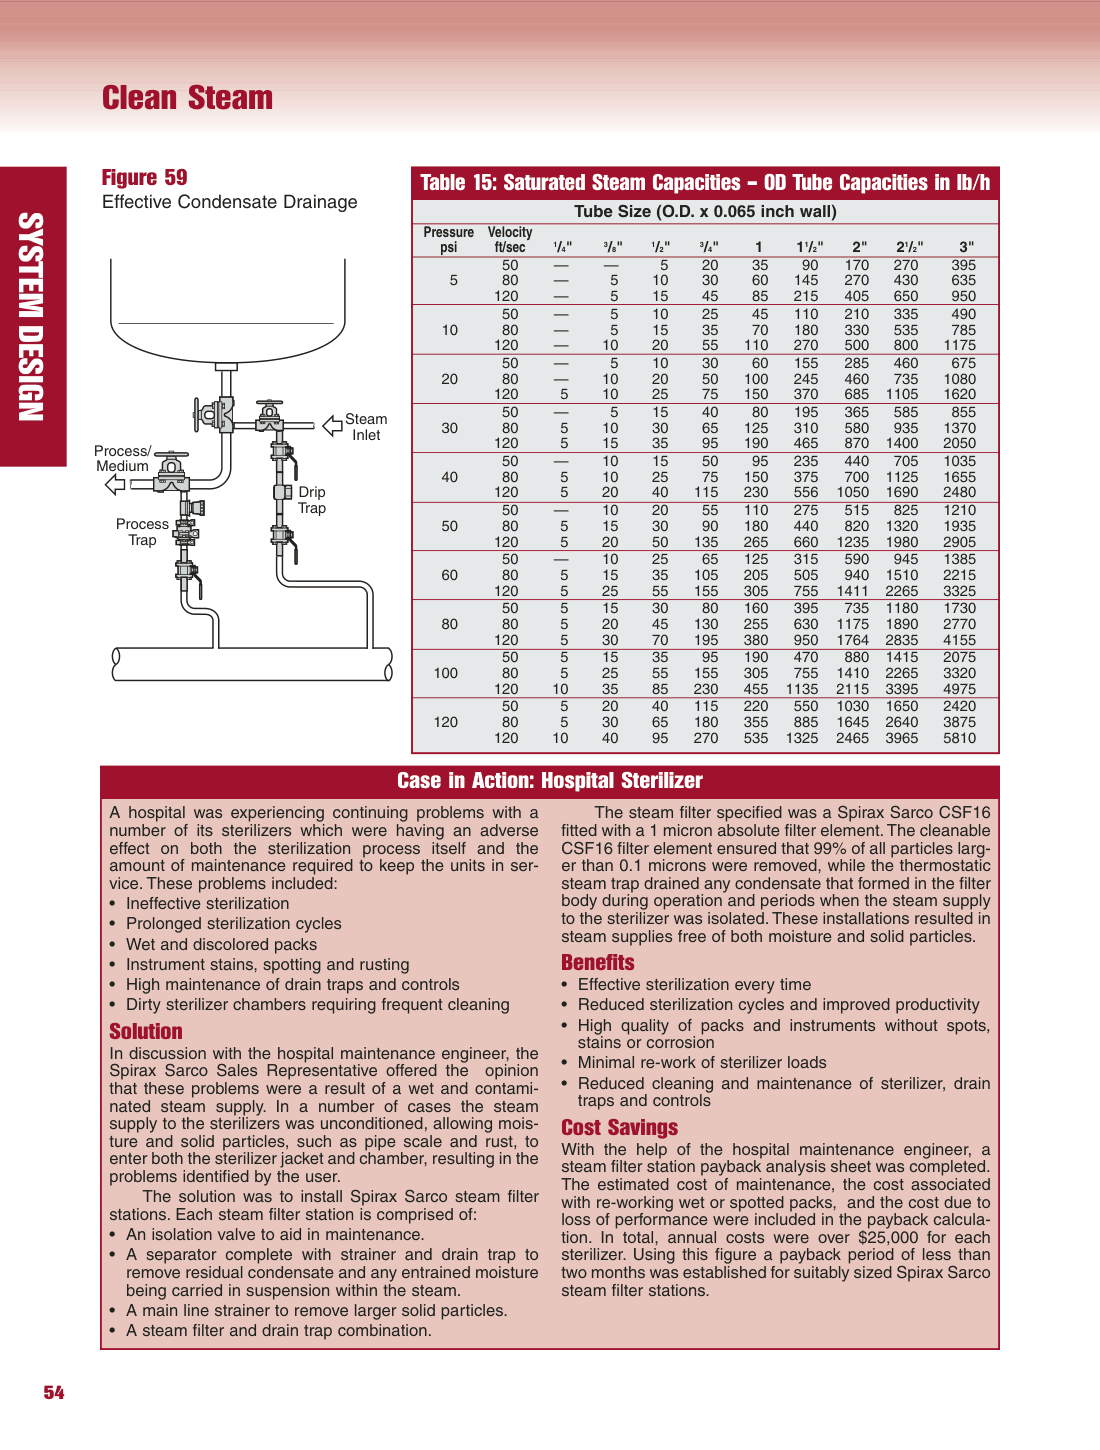 Clean Steam
SYSTEM DESIGN
Figure 59
Effective Condensate Drainage
Steam
Inlet
Process/
Medium
Drip
Trap
Process
Trap
Table 15: Saturated Steam Capacities – OD Tube Capacities in lb/h
Tube Size (O.D. x 0.065 inch wall)
Pressure Velocity
psi ft/sec 1/4" 3/8" 1/2" 3/4" 1 1 1/2" 2" 2 1/2" 3"
50 — — 5 20 35 90 170 270 395
5 80 — 5 10 30 60 145 270 430 635
120 — 5 15 45 85 215 405 650 950
50 — 5 10 25 45 110 210 335 490
10 80 — 5 15 35 70 180 330 535 785
120 — 10 20 55 110 270 500 800 1175
50 — 5 10 30 60 155 285 460 675
20 80 — 10 20 50 100 245 460 735 1080
120 5 10 25 75 150 370 685 1105 1620
50 — 5 15 40 80 195 365 585 855
30 80 5 10 30 65 125 310 580 935 1370
120 5 15 35 95 190 465 870 1400 2050
50 — 10 15 50 95 235 440 705 1035
40 80 5 10 25 75 150 375 700 1125 1655
120 5 20 40 115 230 556 1050 1690 2480
50 — 10 20 55 110 275 515 825 1210
50 80 5 15 30 90 180 440 820 1320 1935
120 5 20 50 135 265 660 1235 1980 2905
50 — 10 25 65 125 315 590 945 1385
60 80 5 15 35 105 205 505 940 1510 2215
120 5 25 55 155 305 755 1411 2265 3325
50 5 15 30 80 160 395 735 1180 1730
80 80 5 20 45 130 255 630 1175 1890 2770
120 5 30 70 195 380 950 1764 2835 4155
50 5 15 35 95 190 470 880 1415 2075
100 80 5 25 55 155 305 755 1410 2265 3320
120 10 35 85 230 455 1135 2115 3395 4975
50 5 20 40 115 220 550 1030 1650 2420
120 80 5 30 65 180 355 885 1645 2640 3875
120 10 40 95 270 535 1325 2465 3965 5810
Case in Action: Hospital Sterilizer
A hospital was experiencing continuing problems with a
number of its sterilizers which were having an adverse
effect on both the sterilization process itself and the
amount of maintenance required to keep the units in ser-
vice. These problems included:
• Ineffective sterilization
• Prolonged sterilization cycles
• Wet and discolored packs
• Instrument stains, spotting and rusting
• High maintenance of drain traps and controls
• Dirty sterilizer chambers requiring frequent cleaning
Solution
In discussion with the hospital maintenance engineer, the
Spirax Sarco Sales Representative offered the opinion
that these problems were a result of a wet and contami-
nated steam supply. In a number of cases the steam
supply to the sterilizers was unconditioned, allowing mois-
ture and solid particles, such as pipe scale and rust, to
enter both the sterilizer jacket and chamber, resulting in the
problems identified by the user.
The solution was to install Spirax Sarco steam filter
stations. Each steam filter station is comprised of:
• An isolation valve to aid in maintenance.
• A separator complete with strainer and drain trap to
remove residual condensate and any entrained moisture
being carried in suspension within the steam.
• A main line strainer to remove larger solid particles.
• A steam filter and drain trap combination.
The steam filter specified was a Spirax Sarco CSF16
fitted with a 1 micron absolute filter element. The cleanable
CSF16 filter element ensured that 99% of all particles larg-
er than 0.1 microns were removed, while the thermostatic
steam trap drained any condensate that formed in the filter
body during operation and periods when the steam supply
to the sterilizer was isolated. These installations resulted in
steam supplies free of both moisture and solid particles.
Benefits
• Effective sterilization every time
• Reduced sterilization cycles and improved productivity
• High quality of packs and instruments without spots,
stains or corrosion
• Minimal re-work of sterilizer loads
• Reduced cleaning and maintenance of sterilizer, drain
traps and controls
Cost Savings
With the help of the hospital maintenance engineer, a
steam filter station payback analysis sheet was completed.
The estimated cost of maintenance, the cost associated
with re-working wet or spotted packs, and the cost due to
loss of performance were included in the payback calcula-
tion. In total, annual costs were over $25,000 for each
sterilizer. Using this figure a payback period of less than
two months was established for suitably sized Spirax Sarco
steam filter stations.
54